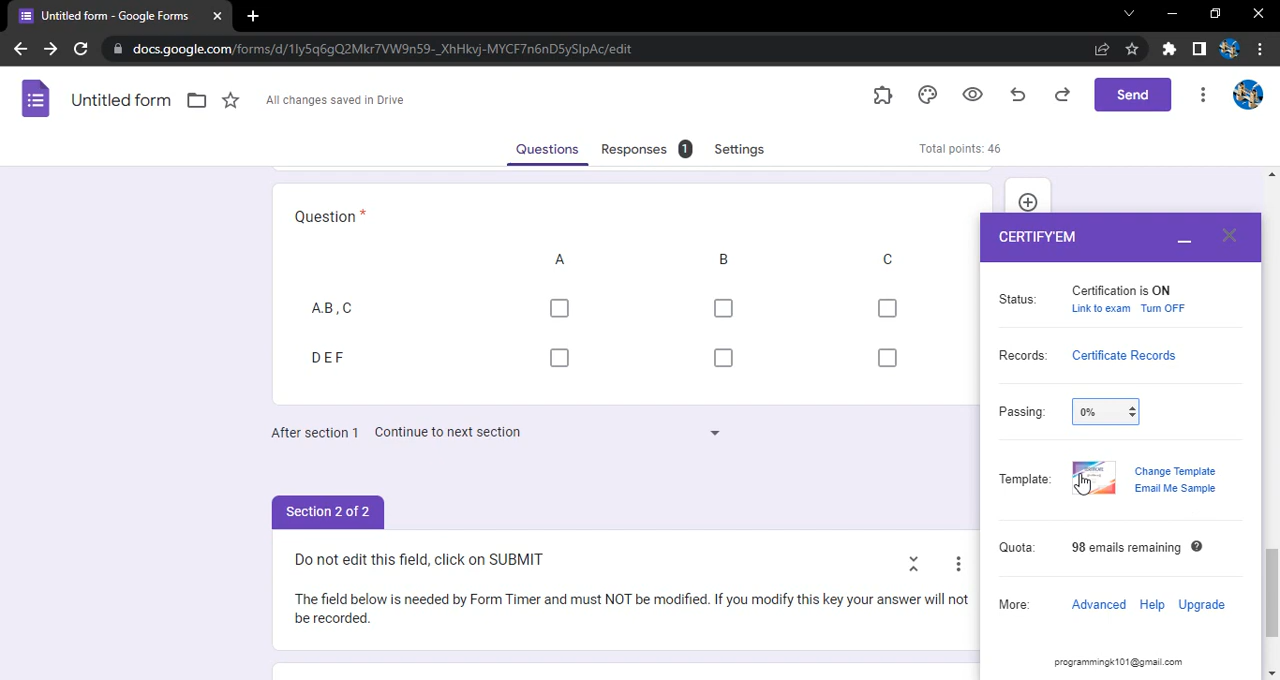 Untitled form - Google Forms
docs.google.com/forms/d/1Iy5q6gQ2Mkr7VW9n59-_XhHkvj-MYCF7n6nD5ySlpAc/edit
Untitled form
All changes saved in Drive
Send
Questions
Responses 1
Settings
Total points: 46
Question *
A B C
A.B , C
D E F
After section 1 Continue to next section
Section 2 of 2
Do not edit this field, click on SUBMIT
The field below is needed by Form Timer and must NOT be modified. If you modify this key your answer will not
be recorded.
CERTIFY'EM
Status: Certification is ON
Link to exam Turn OFF
Records: Certificate Records
Passing: 0%
Template: Change Template
Email Me Sample
Quota: 98 emails remaining
More: Advanced Help Upgrade
programmingk101@gmail.com